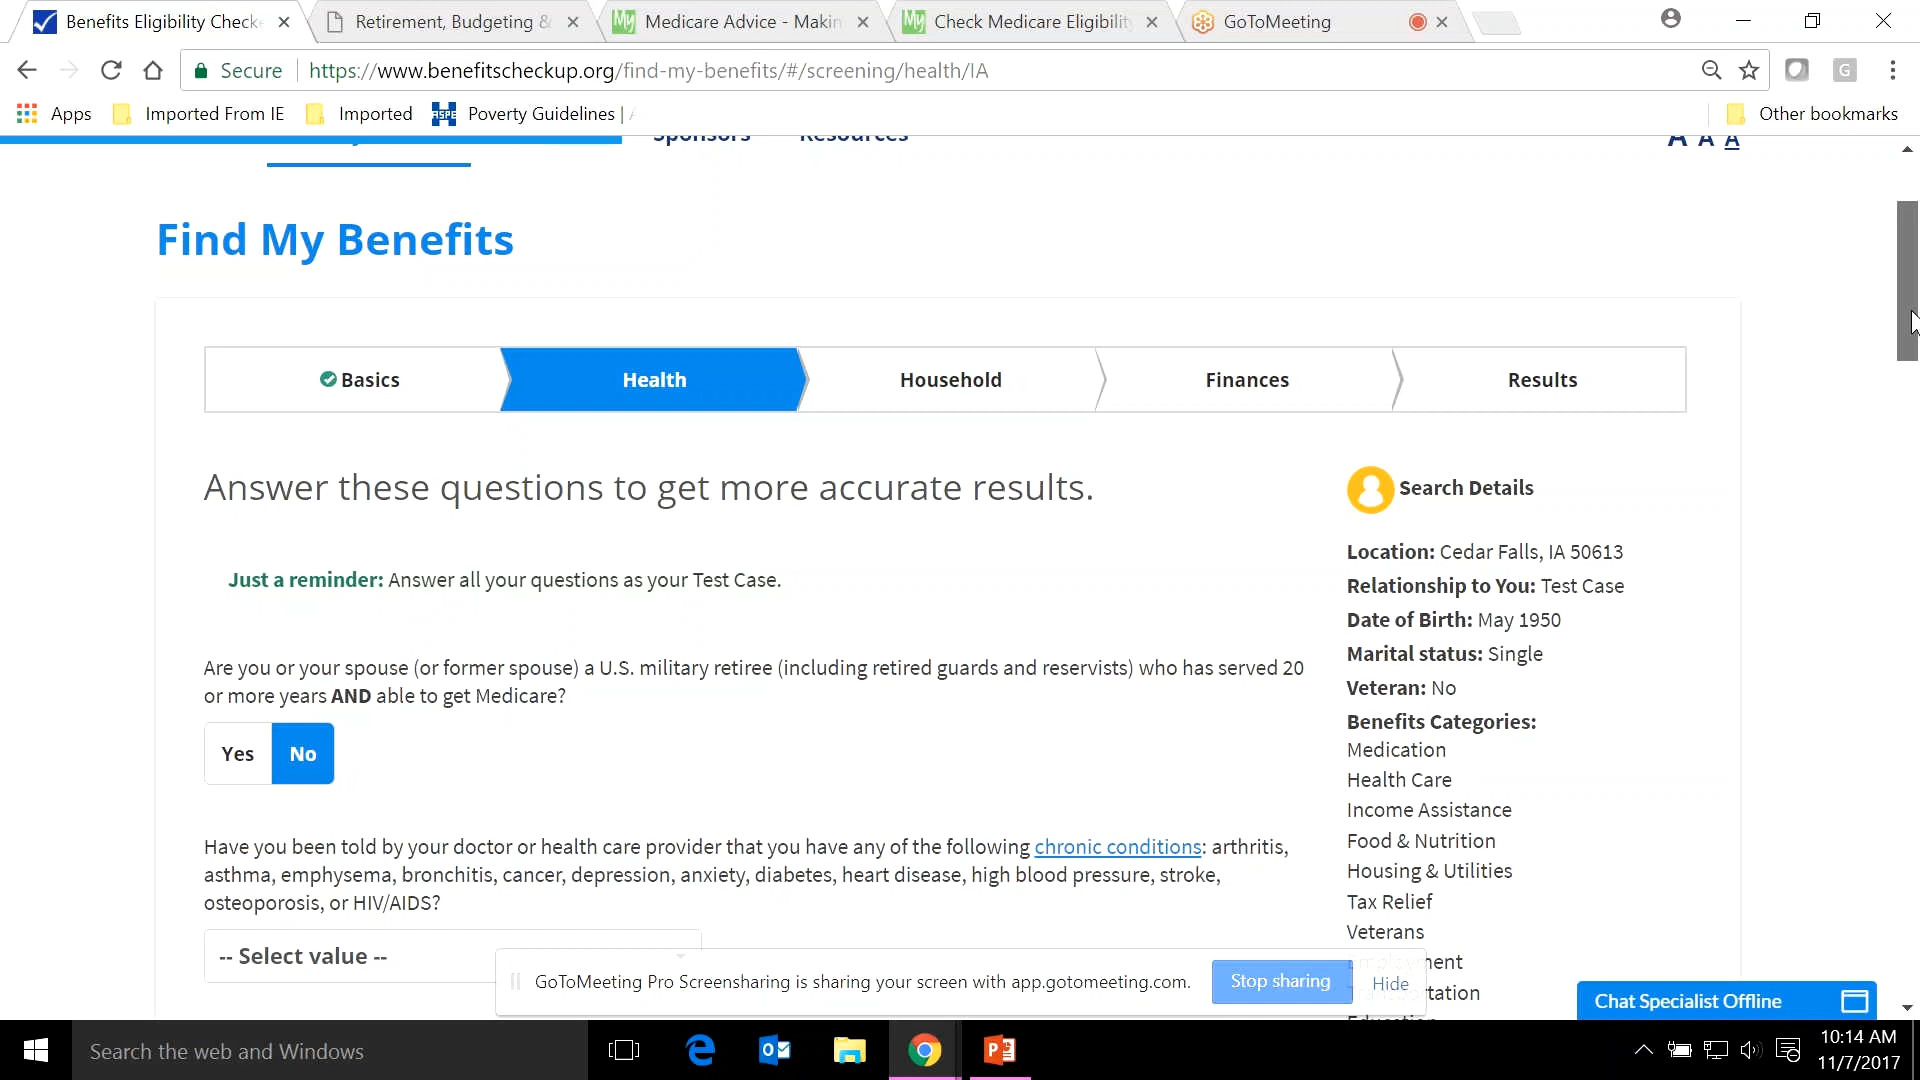 Benefits Eligibility Check
Retirement, Budgeting &
Medicare Advice - Makin
Check Medicare Eligibility
GoToMeeting
Secure
https://www.benefitscheckup.org/find-my-benefits/#/screening/health/IA
G
Apps
Imported From IE
Imported
Poverty Guidelines |
Other bookmarks
Sponsors
Resources
A A A
Find My Benefits
Basics
Health
Household
Finances
Results
Answer these questions to get more accurate results.
Search Details
Just a reminder: Answer all your questions as your Test Case.
Location: Cedar Falls, IA 50613
Relationship to You: Test Case
Date of Birth: May 1950
Marital status: Single
Veteran: No
Benefits Categories:
Medication
Health Care
Income Assistance
Food & Nutrition
Housing & Utilities
Tax Relief
Veterans
Are you or your spouse (or former spouse) a U.S. military retiree (including retired guards and reservists) who has served 20
or more years AND able to get Medicare?
Yes
No
Have you been told by your doctor or health care provider that you have any of the following chronic conditions: arthritis,
asthma, emphysema, bronchitis, cancer, depression, anxiety, diabetes, heart disease, high blood pressure, stroke,
osteoporosis, or HIV/AIDS?
-- Select value --
GoToMeeting Pro Screensharing is sharing your screen with app.gotomeeting.com.
Stop sharing
Hide
Chat Specialist Offline
Search the web and Windows
10:14 AM
11/7/2017